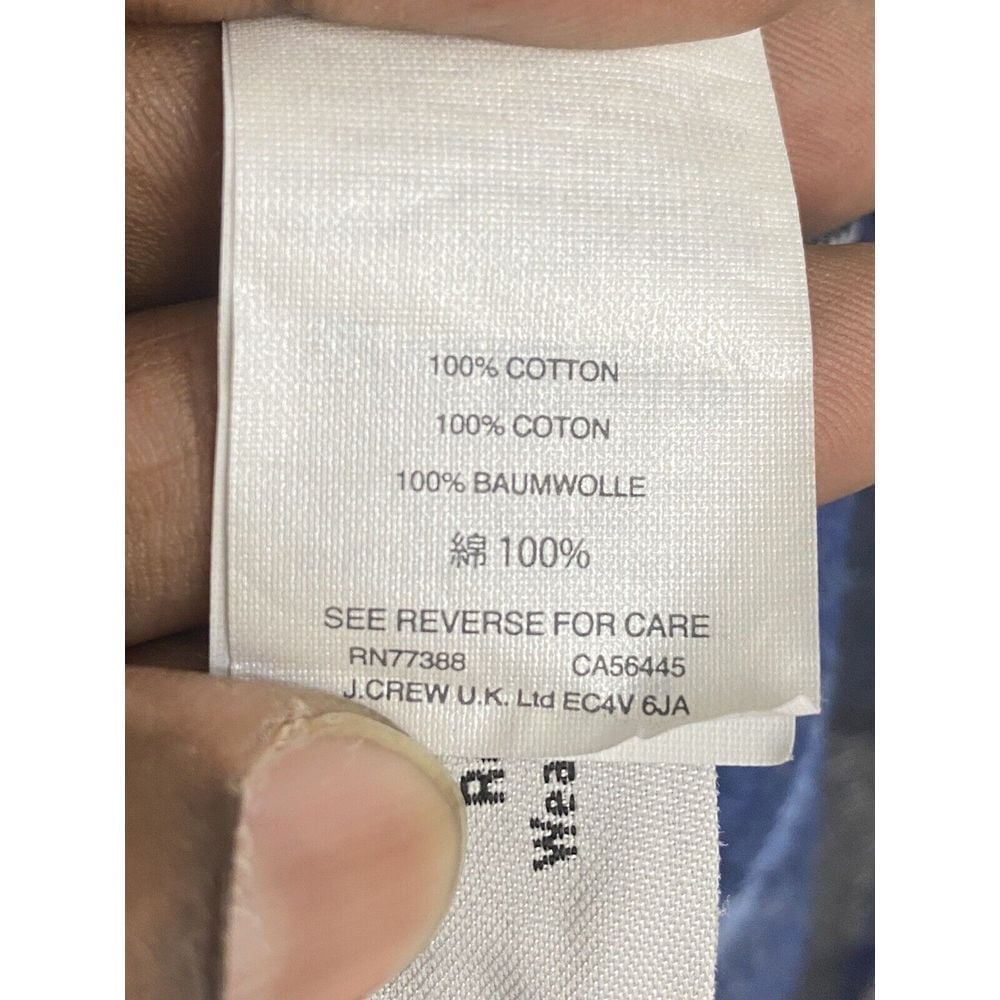 100% COTTON
100% COTON
100% BAUMWOLLE
綿 100%
SEE REVERSE FOR CARE
RN77388 CA56445
J.CREW U.K. Ltd EC4V 6JA